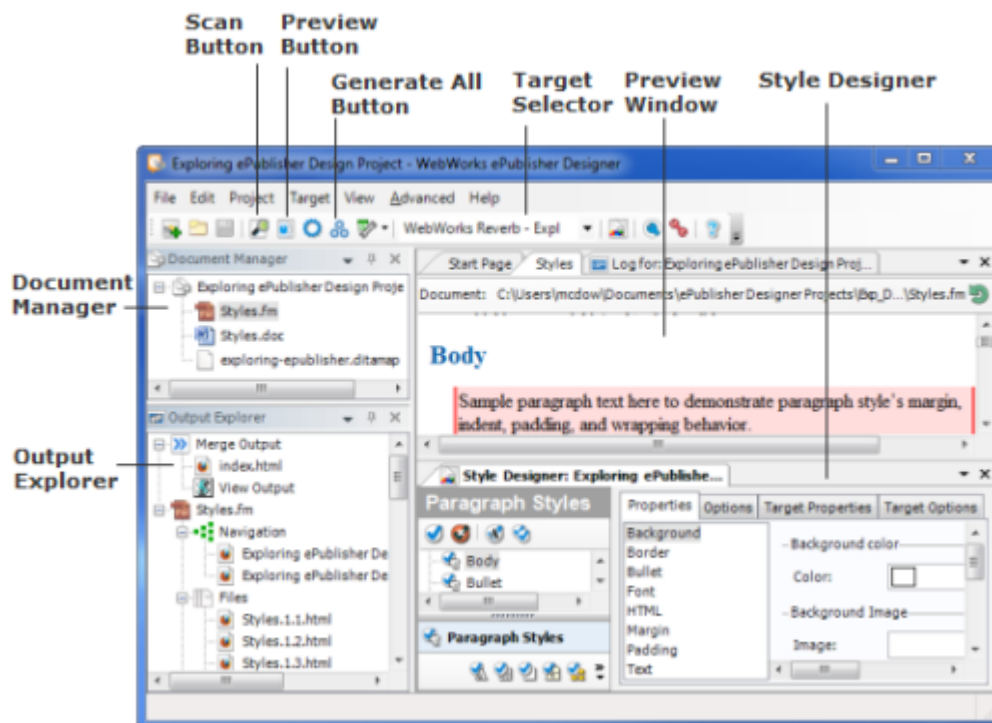 Scan
Button
Preview
Button
Generate All
Button
Target
Selector
Preview
Window
Style Designer
Exploring ePublisher Design Project - WebWorks ePublisher Designer
File Edit Project Target View Advanced Help
WebWorks Reverb - Expl
Document Manager
Start Page Styles Log for: Exploring ePublisher Design Proj...
Document
Manager
Exploring ePublisher Design Proje
Styles.fm
Styles.doc
exploring-epublisher.ditamap
Document: C:\Users\mcdow\Documents\ePublisher Designer Projects\Exp_D...\Styles.fm
Body
Sample paragraph text here to demonstrate paragraph style's margin,
indent, padding, and wrapping behavior.
Output
Explorer
Output Explorer
Merge Output
index.html
View Output
Styles.fm
Navigation
Exploring ePublisher De
Exploring ePublisher De
Files
Styles.1.1.html
Styles.1.2.html
Styles.1.3.html
Style Designer: Exploring ePublishe...
Paragraph Styles
Body
Bullet
Paragraph Styles
Properties Options Target Properties Target Options
Background
Border
Bullet
Font
HTML
Margin
Padding
Text
Background color
Color:
Background Image
Image: